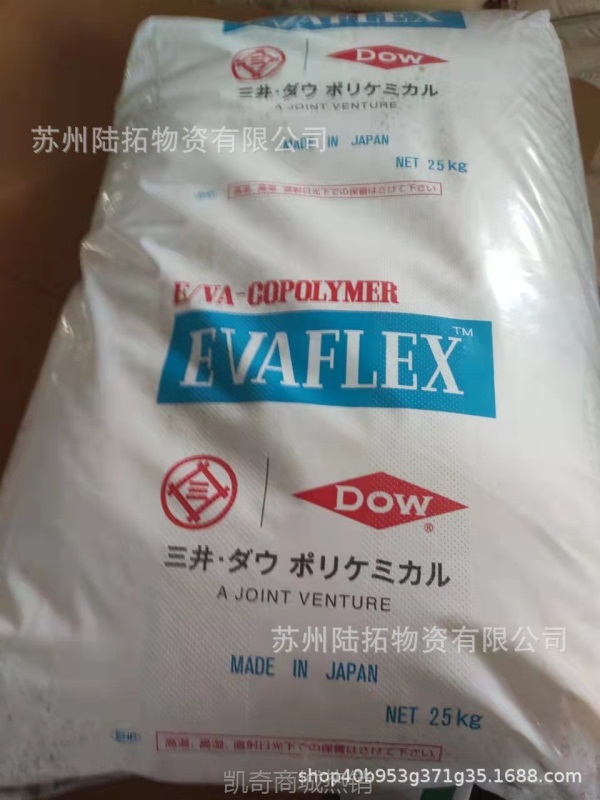 EVAFLEX
三
DOW
三井・ダウ ポリケミカル
A JOINT VENTURE
苏州陆拓物资有限公司
MADE IN JAPAN
NET 25kg
E/VA-COPOLYMER
EVAFLEX™
三
DOW®
三井・ダウ ポリケミカル
A JOINT VENTURE
苏州陆拓物资有限公司
MADE IN JAPAN
NET 25kg
shop40b953g371g35.1688.com
凯奇商城热销